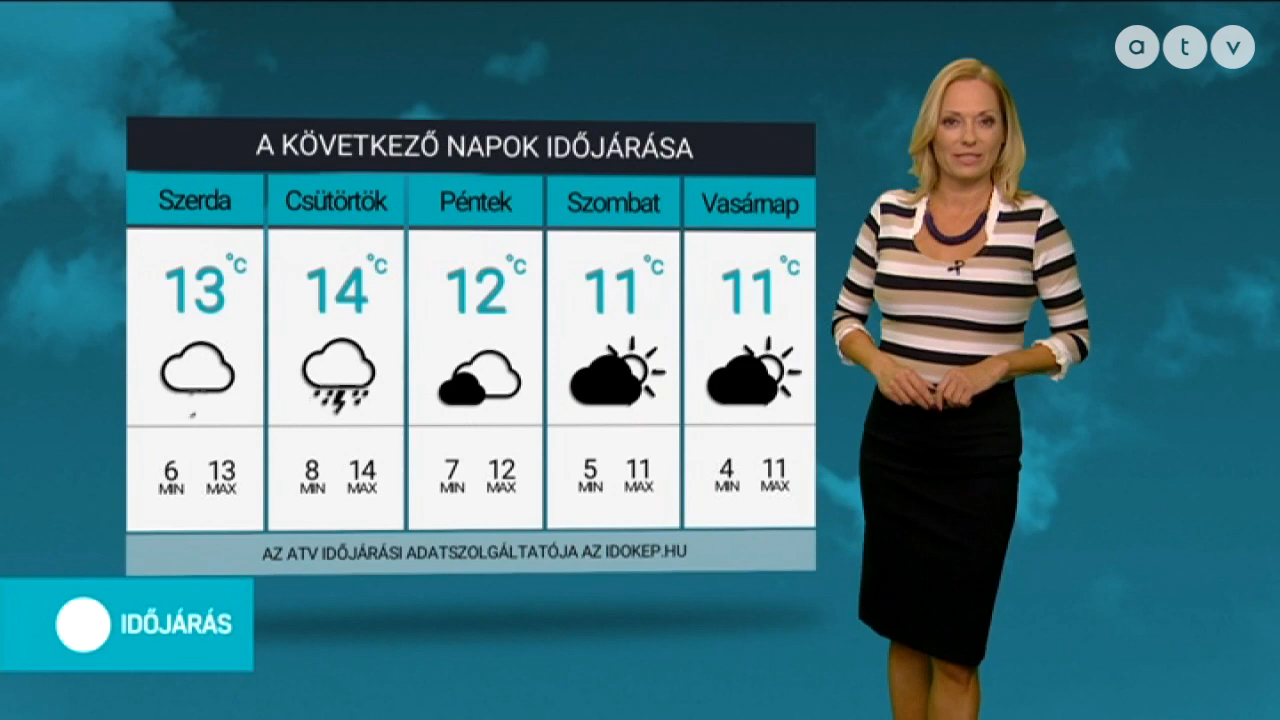 a t v
A KÖVETKEZŐ NAPOK IDŐJÁRÁSA
Szerda Csütörtök Péntek Szombat Vasárnap
13 °C 14 °C 12 °C 11 °C 11 °C
6 13 8 14 7 12 5 11 4 11
MIN MAX MIN MAX MIN MAX MIN MAX MIN MAX
AZ ATV IDŐJÁRÁSI ADATSZOLGÁLTATÓJA AZ IDOKEP.HU
IDŐJÁRÁS